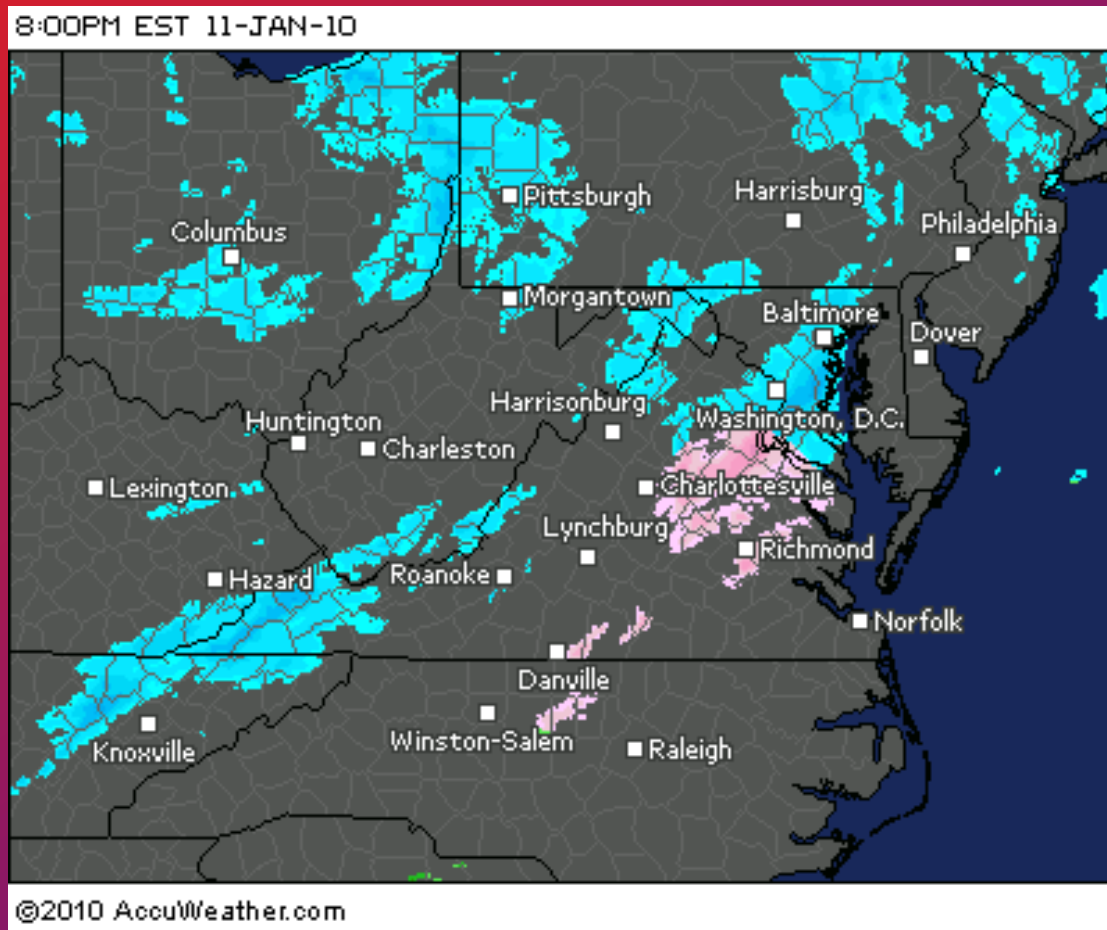 8:00PM EST 11-JAN-10
Pittsburgh
Harrisburg
Columbus
Philadelphia
Morgantown
Baltimore
Dover
Harrisonburg
Washington, D.C.
Huntington
Charleston
Lexington
Charlottesville
Lynchburg
Richmond
Hazard
Roanoke
Norfolk
Danville
Knoxville
Winston-Salem
Raleigh
©2010 AccuWeather.com